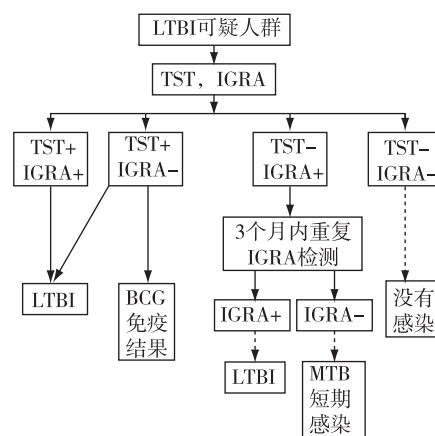 LTBI可疑人群
TST，IGRA
TST+
IGRA+
TST+
IGRA-
TST-
IGRA+
TST-
IGRA-
3个月内重复
IGRA检测
LTBI
BCG
免疫
结果
IGRA+
IGRA-
没有
感染
LTBI
MTB
短期
感染